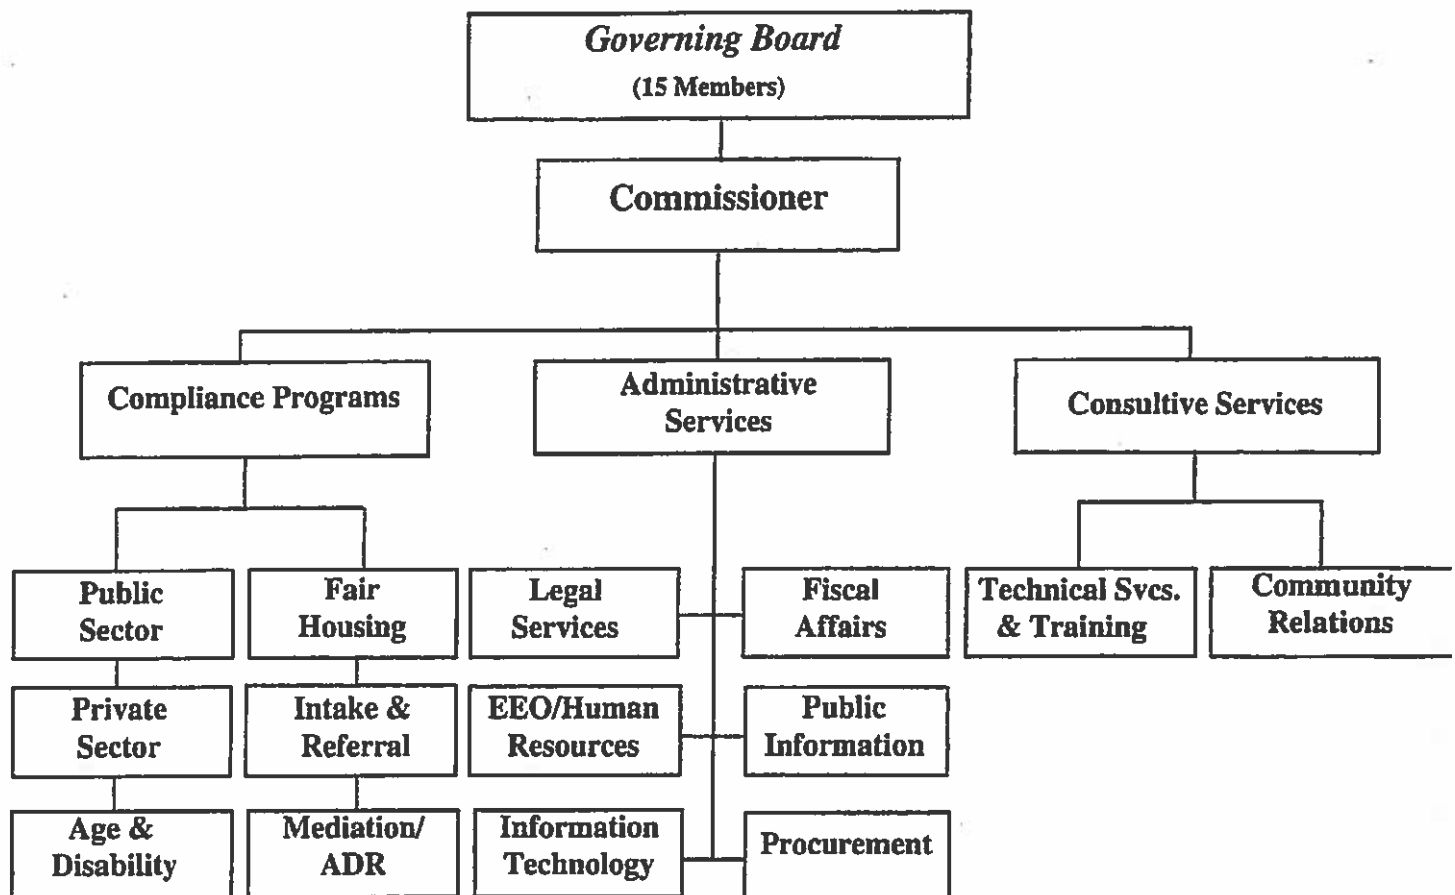 Governing Board
(15 Members)
Commissioner
Compliance Programs
Administrative
Services
Consultive Services
Public
Sector
Fair
Housing
Legal
Services
Fiscal
Affairs
Technical Svcs.
& Training
Community
Relations
Private
Sector
Intake &
Referral
EEO/Human
Resources
Public
Information
Age &
Disability
Mediation/
ADR
Information
Technology
Procurement